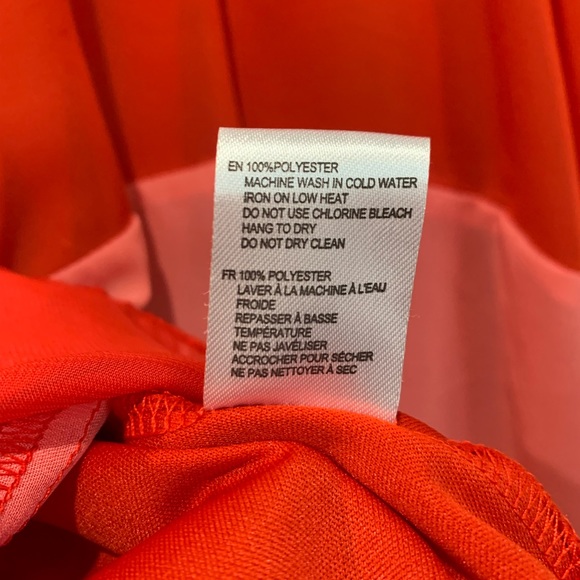 EN 100%POLYESTER
MACHINE WASH IN COLD WATER
IRON ON LOW HEAT
DO NOT USE CHLORINE BLEACH
HANG TO DRY
DO NOT DRY CLEAN
FR 100% POLYESTER
LAVER À LA MACHINE À L'EAU
FROIDE
REPASSER À BASSE
TEMPÉRATURE
NE PAS JAVÉLISER
ACCROCHER POUR SÉCHER
NE PAS NETTOYER À SEC